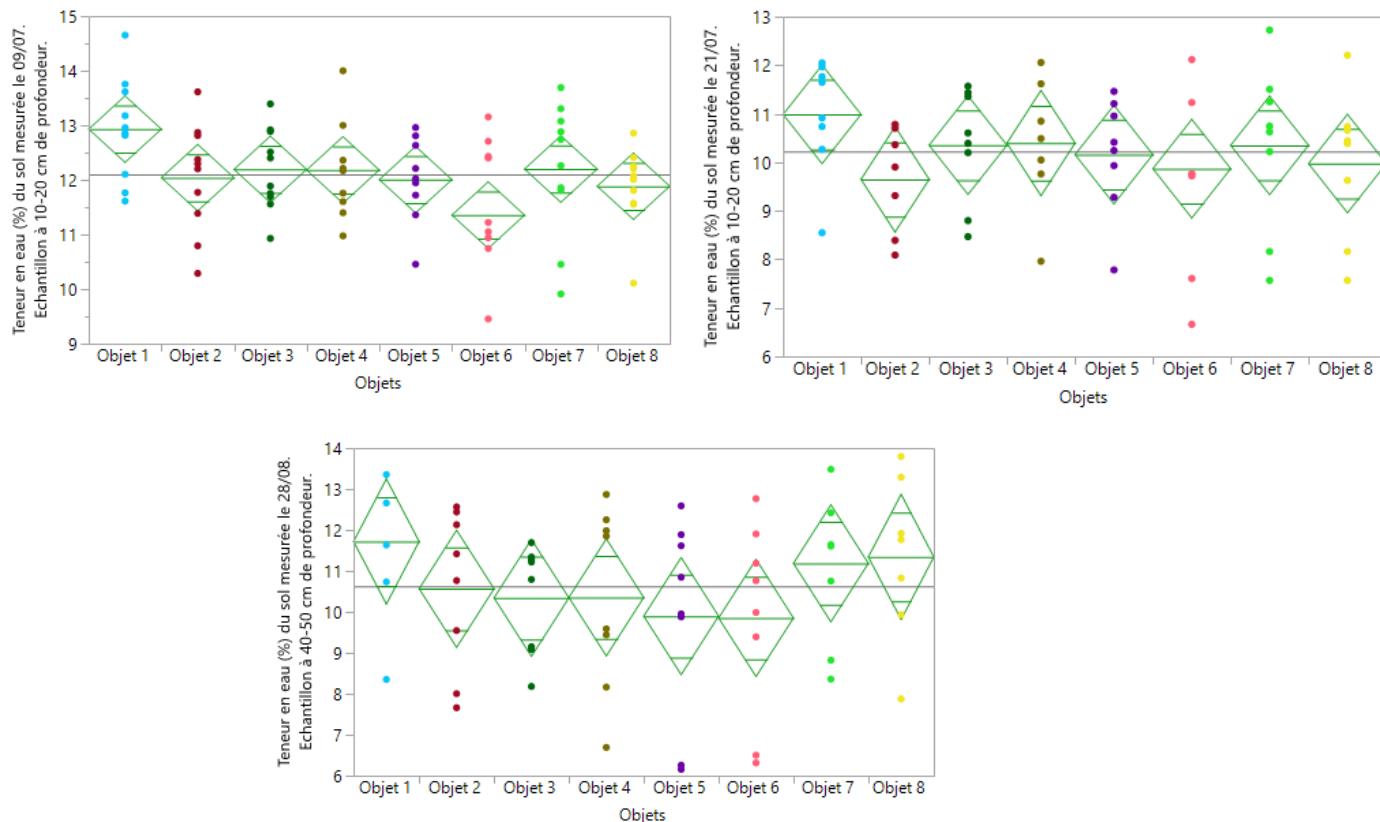 Teneur en eau (%) du sol mesurée le 09/07.
Echantillon à 10-20 cm de profondeur.
15
14
13
12
11
10
9
Objet 1 Objet 2 Objet 3 Objet 4 Objet 5 Objet 6 Objet 7 Objet 8
Objets
Teneur en eau (%) du sol mesurée le 21/07.
Echantillon à 10-20 cm de profondeur.
13
12
11
10
9
8
7
6
Objet 1 Objet 2 Objet 3 Objet 4 Objet 5 Objet 6 Objet 7 Objet 8
Objets
Teneur en eau (%) du sol mesurée le 28/08.
Echantillon à 40-50 cm de profondeur.
14
13
12
11
10
9
8
7
6
Objet 1 Objet 2 Objet 3 Objet 4 Objet 5 Objet 6 Objet 7 Objet 8
Objets